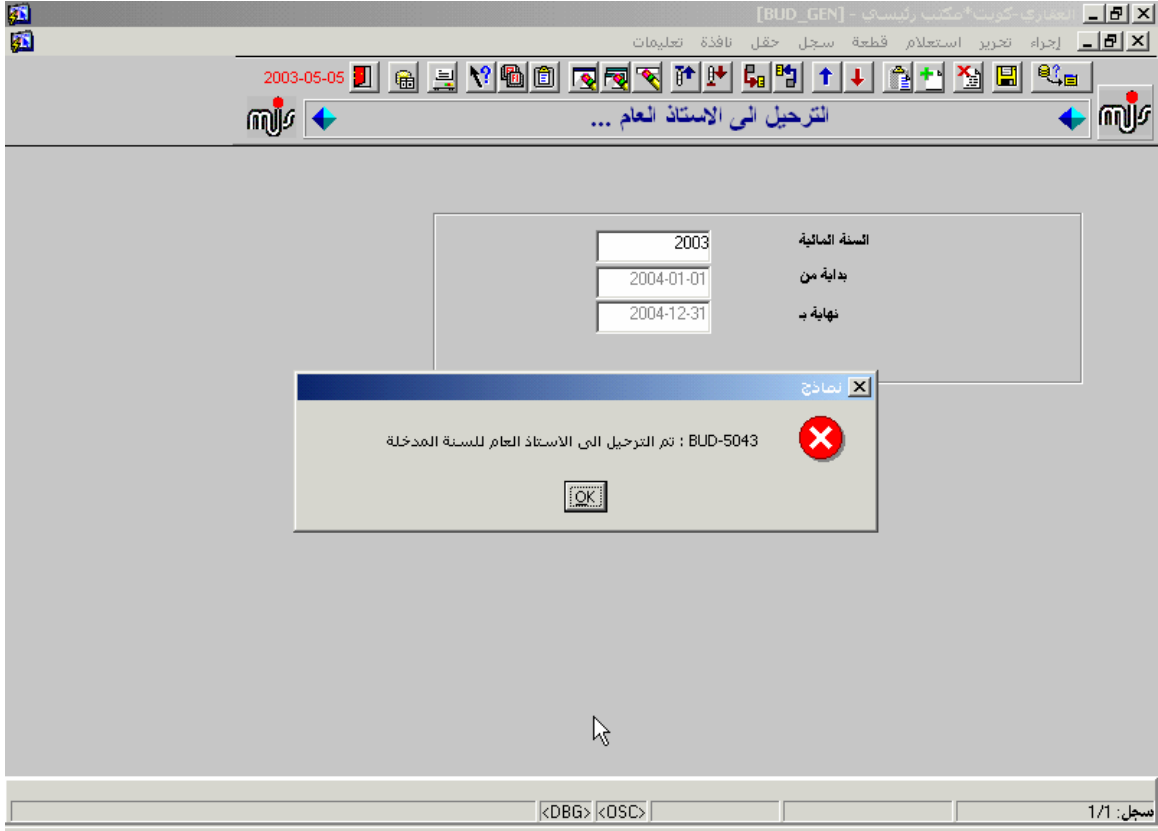 العقاري-كويت*مكتب رئيسي - [BUD_GEN]
إجراء تحرير استعلام قطعة سجل حقل نافذة تعليمات
2003-05-05
mis الترحيل الى الاستاذ العام ... mis
السنة المالية 2003
بداية من 2004-01-01
نهاية بـ 2004-12-31
نماذج
BUD-5043 : تم الترحيل الى الاستاذ العام للسنة المدخلة
OK
سجل: 1/1 <OSC> <DBG>